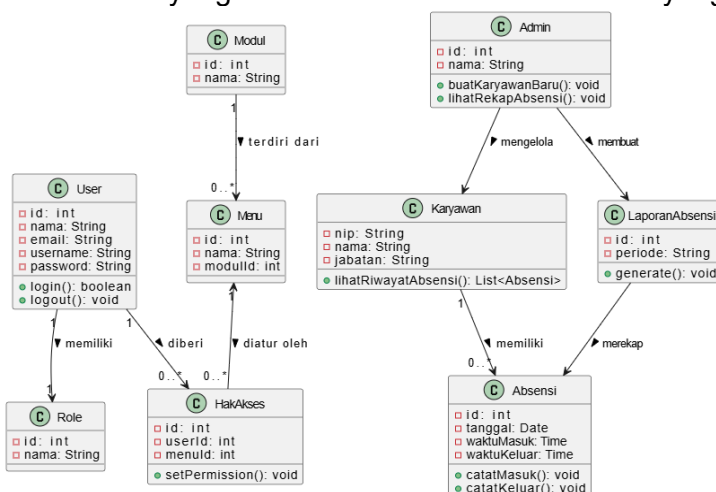 C Modul
id: int
nama: String
1
terdiri dari
0..*
C Menu
id: int
nama: String
modulId: int
1
C User
id: int
nama: String
email: String
username: String
password: String
login(): boolean
logout(): void
1
memiliki
1
1
diberi
0..*
0..*
diatur oleh
C Role
id: int
nama: String
C HakAkses
id: int
userId: int
menuId: int
setPermission(): void
C Admin
id: int
nama: String
buatKaryawanBaru(): void
lihatRekapAbsensi(): void
mengelola
membuat
C Karyawan
nip: String
nama: String
jabatan: String
lihatRiwayatAbsensi(): List<Absensi>
C LaporanAbsensi
id: int
periode: String
generate(): void
1
memiliki
0..*
merekap
C Absensi
id: int
tanggal: Date
waktuMasuk: Time
waktuKeluar: Time
catatMasuk(): void
catatKeluar(): void